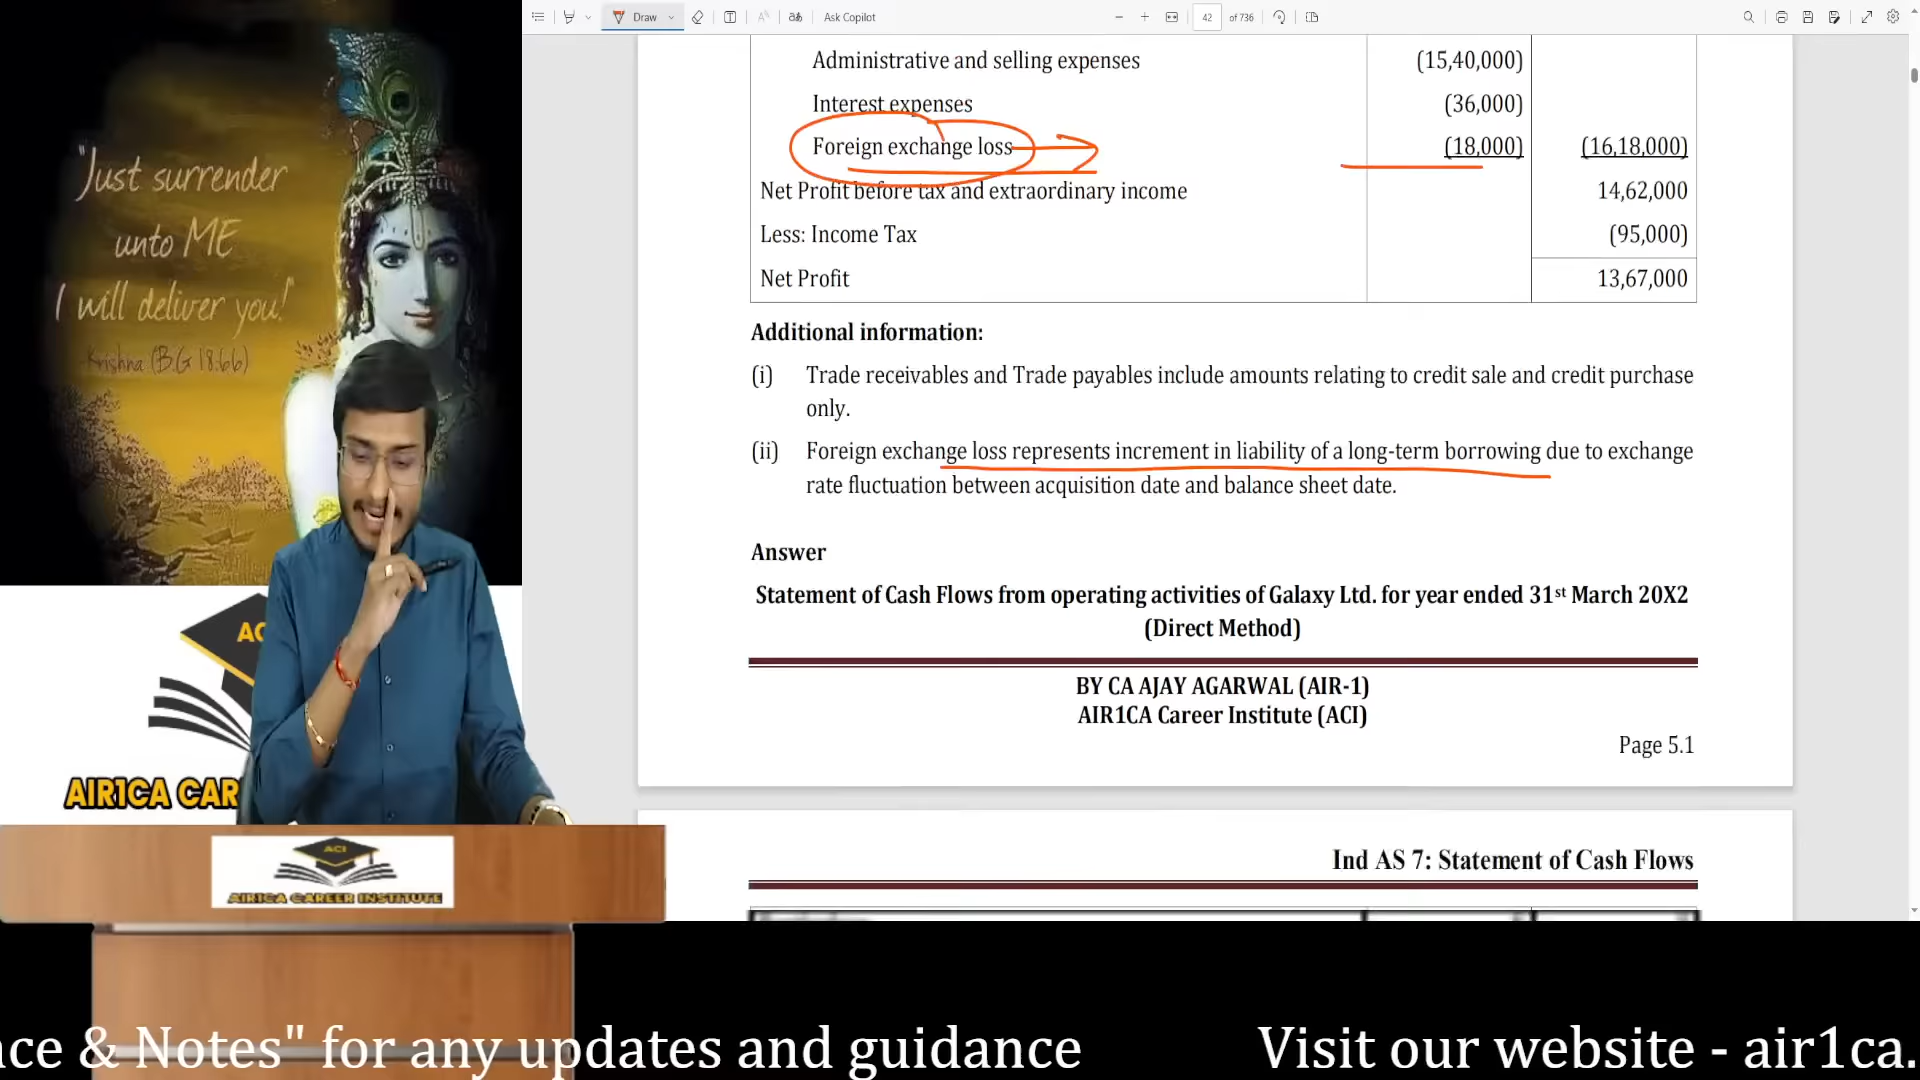 Draw
Ask Copilot
42
of 736
"Just surrender
unto ME
I will deliver you!"
Krishna (B.G 18:66)
Administrative and selling expenses (15,40,000)
Interest expenses (36,000)
Foreign exchange loss (18,000) (16,18,000)
Net Profit before tax and extraordinary income 14,62,000
Less: Income Tax (95,000)
Net Profit 13,67,000
Additional information:
(i) Trade receivables and Trade payables include amounts relating to credit sale and credit purchase
only.
(ii) Foreign exchange loss represents increment in liability of a long-term borrowing due to exchange
rate fluctuation between acquisition date and balance sheet date.
Answer
Statement of Cash Flows from operating activities of Galaxy Ltd. for year ended 31st March 20X2
(Direct Method)
BY CA AJAY AGARWAL (AIR-1)
AIR1CA Career Institute (ACI)
Page 5.1
Ind AS 7: Statement of Cash Flows
AC
AIR1CA CAR
ACI
AIR1CA CAREER INSTITUTE
ce & Notes" for any updates and guidance
Visit our website - air1ca.